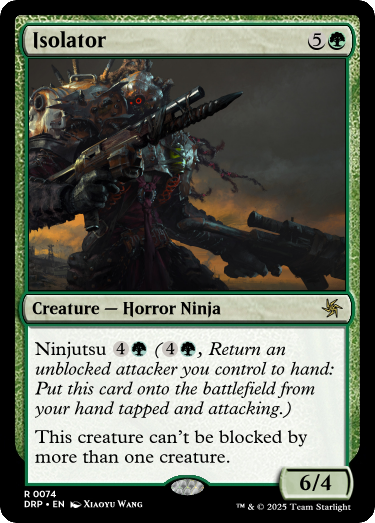 Isolator 5
Creature — Horror Ninja
Ninjutsu 4 (4, Return an
unblocked attacker you control to hand:
Put this card onto the battlefield from
your hand tapped and attacking.)
This creature can't be blocked by
more than one creature.
6/4
R 0074
DRP • EN Xiaoyu Wang
™ & © 2025 Team Starlight